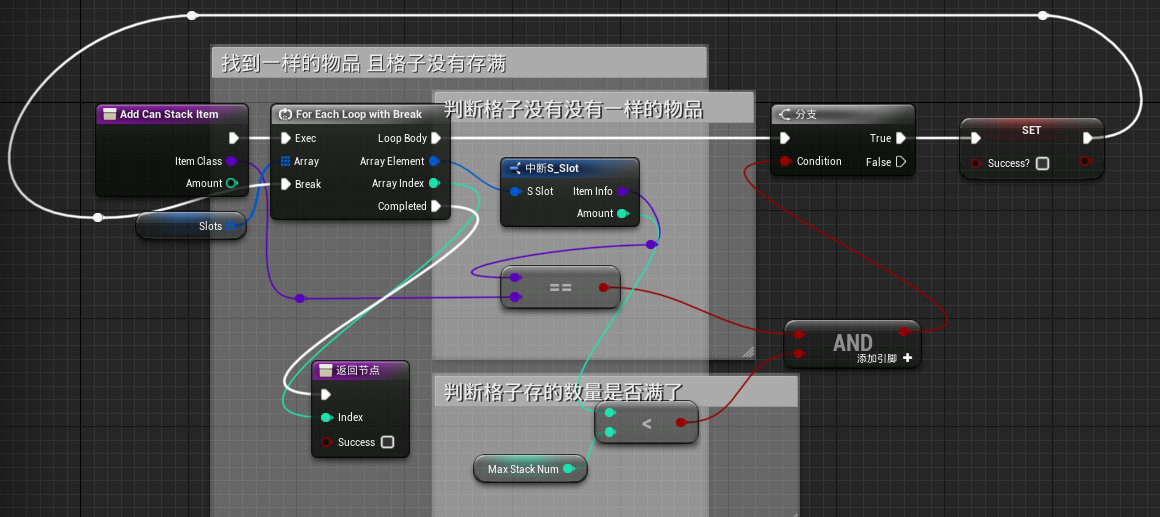 找到一样的物品 且格子没有存满
判断格子没有没有一样的物品
Add Can Stack Item
Item Class
Amount
Slots
For Each Loop with Break
Exec
Loop Body
Array
Array Element
Break
Array Index
Completed
中断S_Slot
S Slot
Item Info
Amount
==
分支
True
Condition
False
SET
Success?
AND
添加引脚 +
返回节点
Index
Success
判断格子存的数量是否满了
<
Max Stack Num